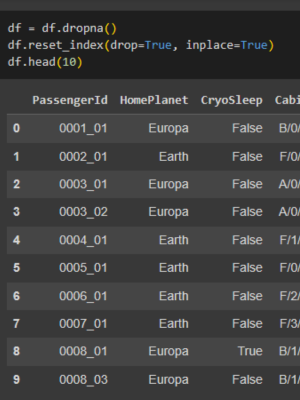 df = df.dropna()
df.reset_index(drop=True, inplace=True)
df.head(10)
PassengerId HomePlanet CryoSleep Cabi
0 0001_01 Europa False B/0/
1 0002_01 Earth False F/0/
2 0003_01 Europa False A/0/
3 0003_02 Europa False A/0/
4 0004_01 Earth False F/1/
5 0005_01 Earth False F/0/
6 0006_01 Earth False F/2/
7 0007_01 Earth False F/3/
8 0008_01 Europa True B/1/
9 0008_03 Europa False B/1/